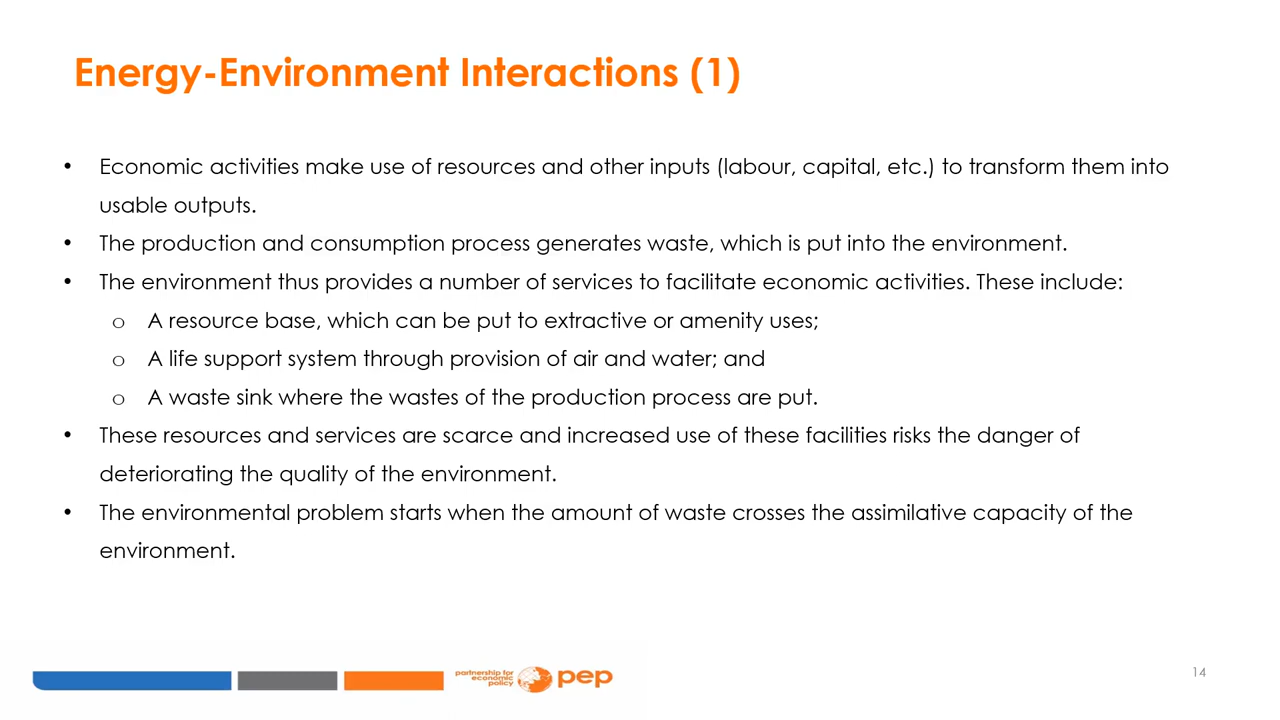 Energy-Environment Interactions (1)
• Economic activities make use of resources and other inputs (labour, capital, etc.) to transform them into
usable outputs.
• The production and consumption process generates waste, which is put into the environment.
• The environment thus provides a number of services to facilitate economic activities. These include:
o A resource base, which can be put to extractive or amenity uses;
o A life support system through provision of air and water; and
o A waste sink where the wastes of the production process are put.
• These resources and services are scarce and increased use of these facilities risks the danger of
deteriorating the quality of the environment.
• The environmental problem starts when the amount of waste crosses the assimilative capacity of the
environment.
partnership for
economic
policy
pep
14